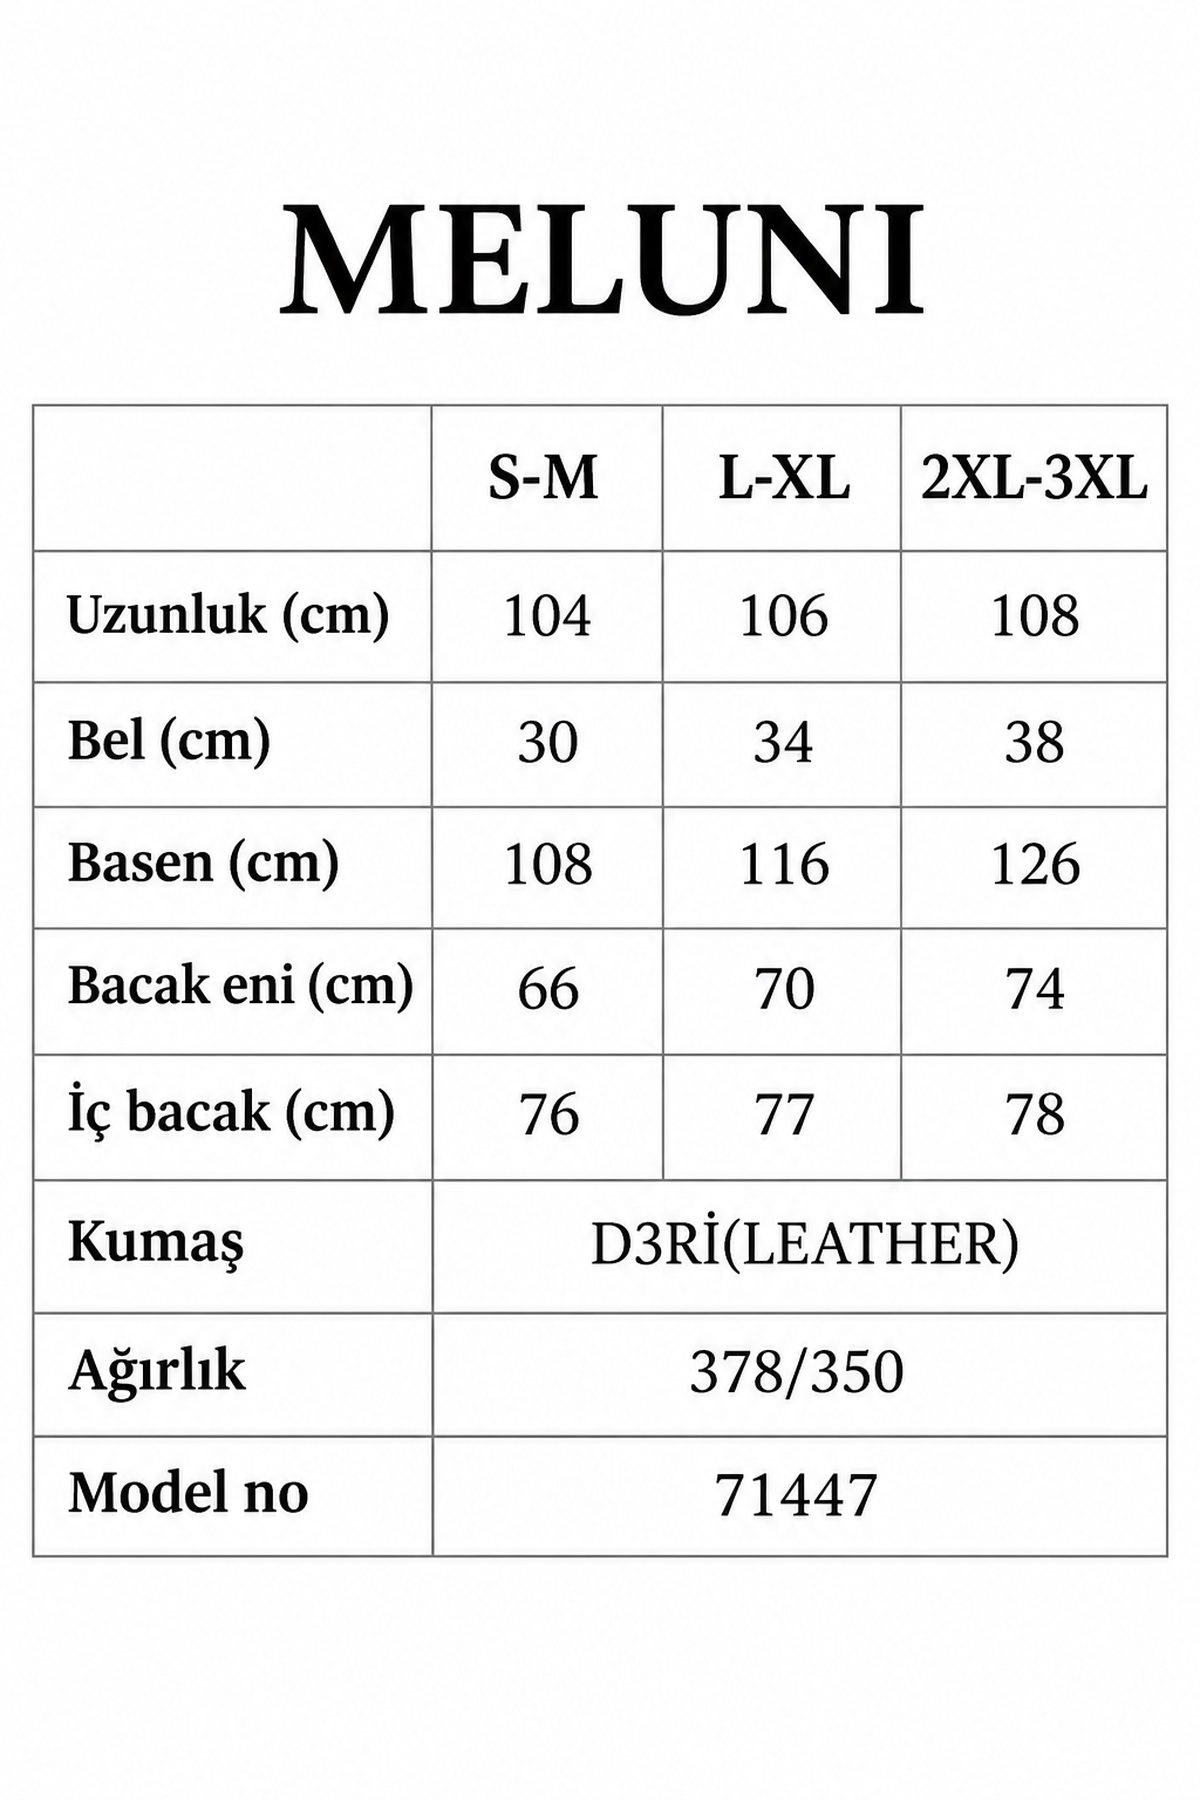 MELUNI
S-M L-XL 2XL-3XL
Uzunluk (cm) 104 106 108
Bel (cm) 30 34 38
Basen (cm) 108 116 126
Bacak eni (cm) 66 70 74
İç bacak (cm) 76 77 78
Kumaş D3Rİ(LEATHER)
Ağırlık 378/350
Model no 71447